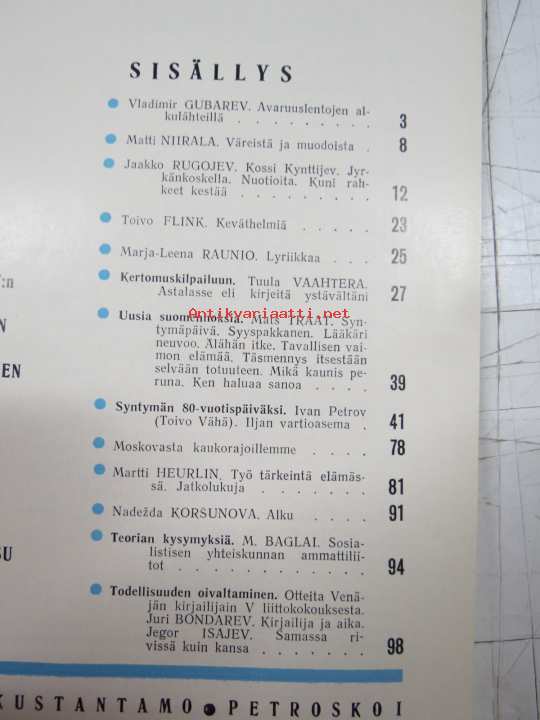 SISÄLLYS
Vladimir GUBAREV. Avaruuslentojen al-
kulähteillä . . . . . . . . 3
Matti NIIRALA. Väreistä ja muodoista . 8
Jaakko RUGOJEV. Kossi Kynttijev. Jyr-
känkoskella. Nuotioita. Kuni rah-
keet kestää . . . . . . . . 12
Toivo FLINK. Keväthelmiä . . . . . 23
Marja-Leena RAUNIO. Lyriikkaa . . 25
Kertomuskilpailuun. Tuula VAAHTERA.
Astalasse eli kirjeitä ystävältäni 27
Antikvariaatti.net
Uusia suomennoksia. Mats TRAAT. Syn-
tymäpäivä. Syyspakkanen. Lääkäri
neuvoo. Älähän itke. Tavallisen vai-
mon elämää. Täsmennys itsestään
selvään totuuteen. Mikä kaunis pe-
runa. Ken haluaa sanoa . . . . 39
Syntymän 80-vuotispäiväksi. Ivan Petrov
(Toivo Vähä). Iljan vartioasema . 41
Moskovasta kaukorajoillemme . . . . 78
Martti HEURLIN. Työ tärkeintä elämäs-
sä. Jatkolukuja . . . . . . . 81
Nadežda KORSUNOVA. Alku . . . . 91
Teorian kysymyksiä. M. BAGLAI. Sosia-
listisen yhteiskunnan ammattilii-
tot . . . . . . . . . . . 94
Todellisuuden oivaltaminen. Otteita Venä-
jän kirjailijain V liittokokouksesta.
Juri BONDAREV. Kirjailija ja aika.
Jegor ISAJEV. Samassa ri-
vissä kuin kansa . . . . . . . 98
:n
N
EN
SU
KUSTANTAMO ● PETROSKOI